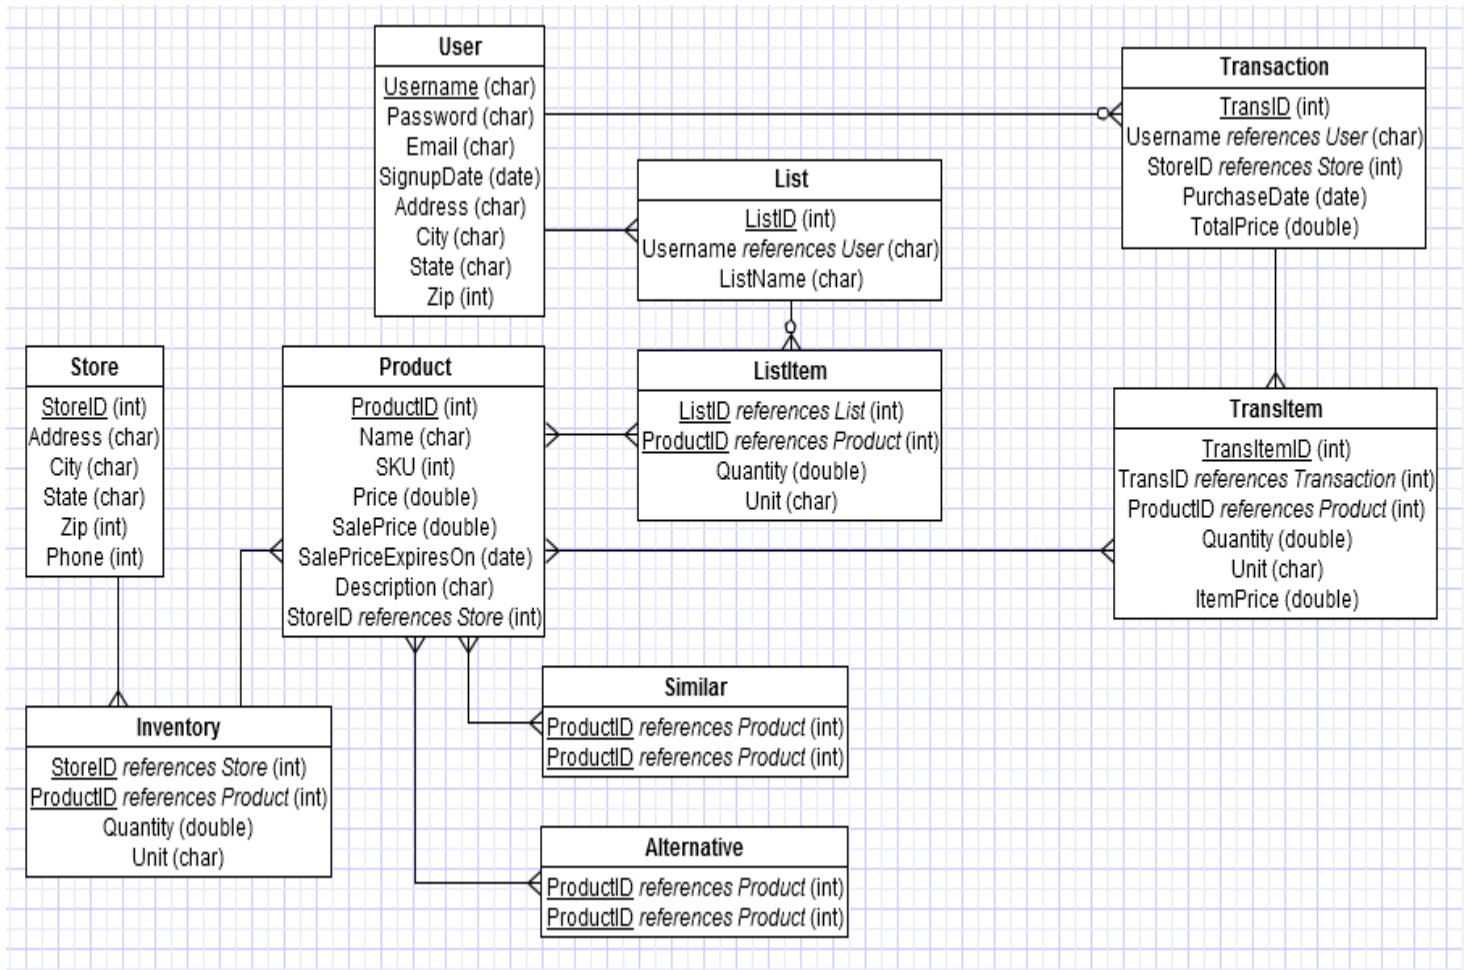 User
Username (char)
Password (char)
Email (char)
SignupDate (date)
Address (char)
City (char)
State (char)
Zip (int)
Transaction
TransID (int)
Username references User (char)
StoreID references Store (int)
PurchaseDate (date)
TotalPrice (double)
List
ListID (int)
Username references User (char)
ListName (char)
Store
StoreID (int)
Address (char)
City (char)
State (char)
Zip (int)
Phone (int)
Product
ProductID (int)
Name (char)
SKU (int)
Price (double)
SalePrice (double)
SalePriceExpiresOn (date)
Description (char)
StoreID references Store (int)
ListItem
ListID references List (int)
ProductID references Product (int)
Quantity (double)
Unit (char)
TransItem
TransItemID (int)
TransID references Transaction (int)
ProductID references Product (int)
Quantity (double)
Unit (char)
ItemPrice (double)
Inventory
StoreID references Store (int)
ProductID references Product (int)
Quantity (double)
Unit (char)
Similar
ProductID references Product (int)
ProductID references Product (int)
Alternative
ProductID references Product (int)
ProductID references Product (int)